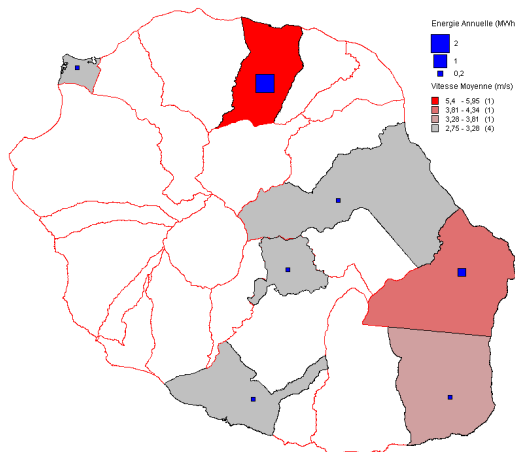 Energie Annuelle (MWh
2
1
0,2
Vitesse Moyenne (m/s)
5,4 - 5,95 (1)
3,81 - 4,34 (1)
3,28 - 3,81 (1)
2,75 - 3,28 (4)